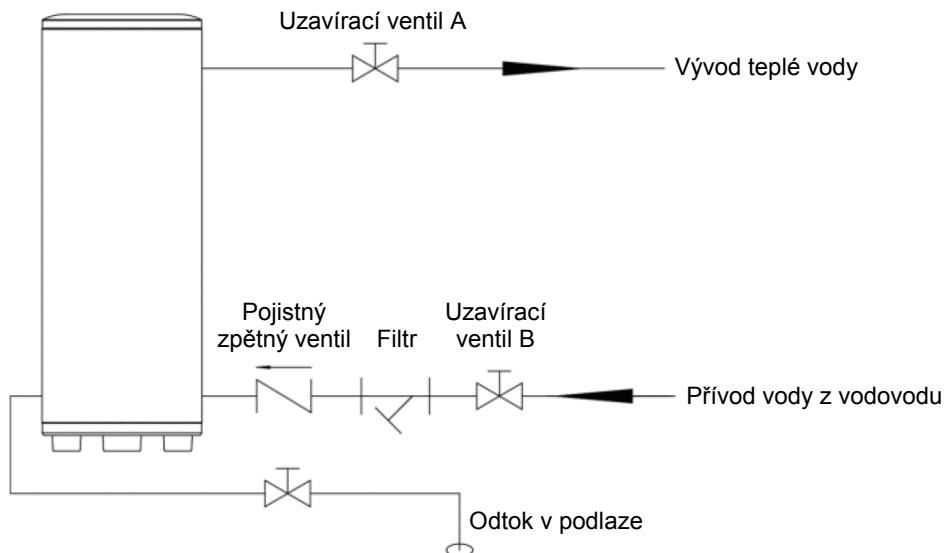 Uzavírací ventil A
Vývod teplé vody
Pojistný
zpětný ventil
Filtr
Uzavírací
ventil B
Přívod vody z vodovodu
Odtok v podlaze